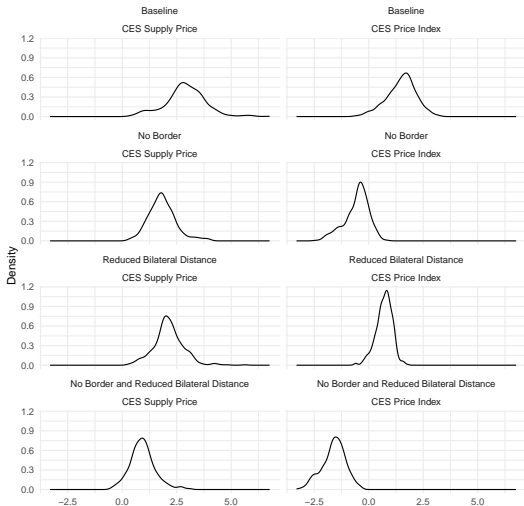 Baseline
Baseline
CES Supply Price
CES Price Index
1.2
0.9
0.6
0.3
0.0
No Border
No Border
CES Supply Price
CES Price Index
1.2
0.9
0.6
0.3
0.0
Density
Reduced Bilateral Distance
Reduced Bilateral Distance
CES Supply Price
CES Price Index
1.2
0.9
0.6
0.3
0.0
No Border and Reduced Bilateral Distance
No Border and Reduced Bilateral Distance
CES Supply Price
CES Price Index
1.2
0.9
0.6
0.3
0.0
−2.5 0.0 2.5 5.0
−2.5 0.0 2.5 5.0